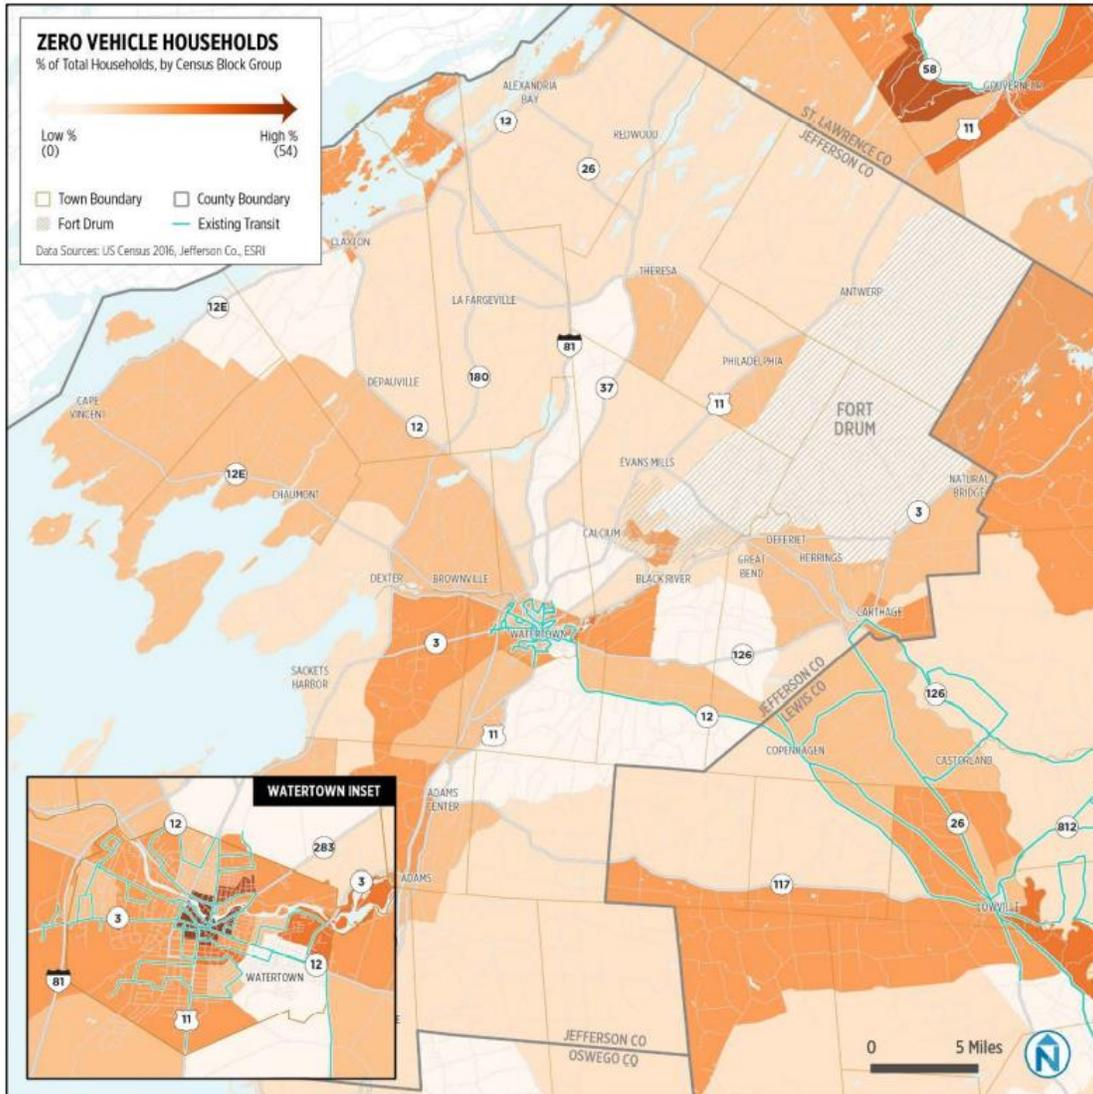 ZERO VEHICLE HOUSEHOLDS
% of Total Households, by Census Block Group
Low %
(0)
High %
(54)
Town Boundary
County Boundary
Fort Drum
Existing Transit
Data Sources: US Census 2016, Jefferson Co., ESRI
ALEXANDRIA
BAY
12
REDWOOD
26
ST. LAWRENCE CO
JEFFERSON CO
58
GOUVERNEUR
11
CLAXTON
12E
LA FARGEVILLE
THERESA
ANTWERP
81
PHILADELPHIA
DEPAUVILLE
180
37
11
FORT
DRUM
CAPE
VINCENT
12
12E
CHAUMONT
EVANS MILLS
NATURAL
BRIDGE
3
CALCIUM
DEFERIET
GREAT
BEND
HERRINGS
DEXTER
BROWNVILLE
BLACK RIVER
CARTHAGE
WATERTOWN
3
126
SACKETS
HARBOR
JEFFERSON CO
LEWIS CO
126
12
11
COPENHAGEN
CASTORLAND
ADAMS
CENTER
26
812
ADAMS
117
LOWVILLE
JEFFERSON CO
OSWEGO CO
0
5 Miles
N
WATERTOWN INSET
12
283
3
3
12
WATERTOWN
81
11
E